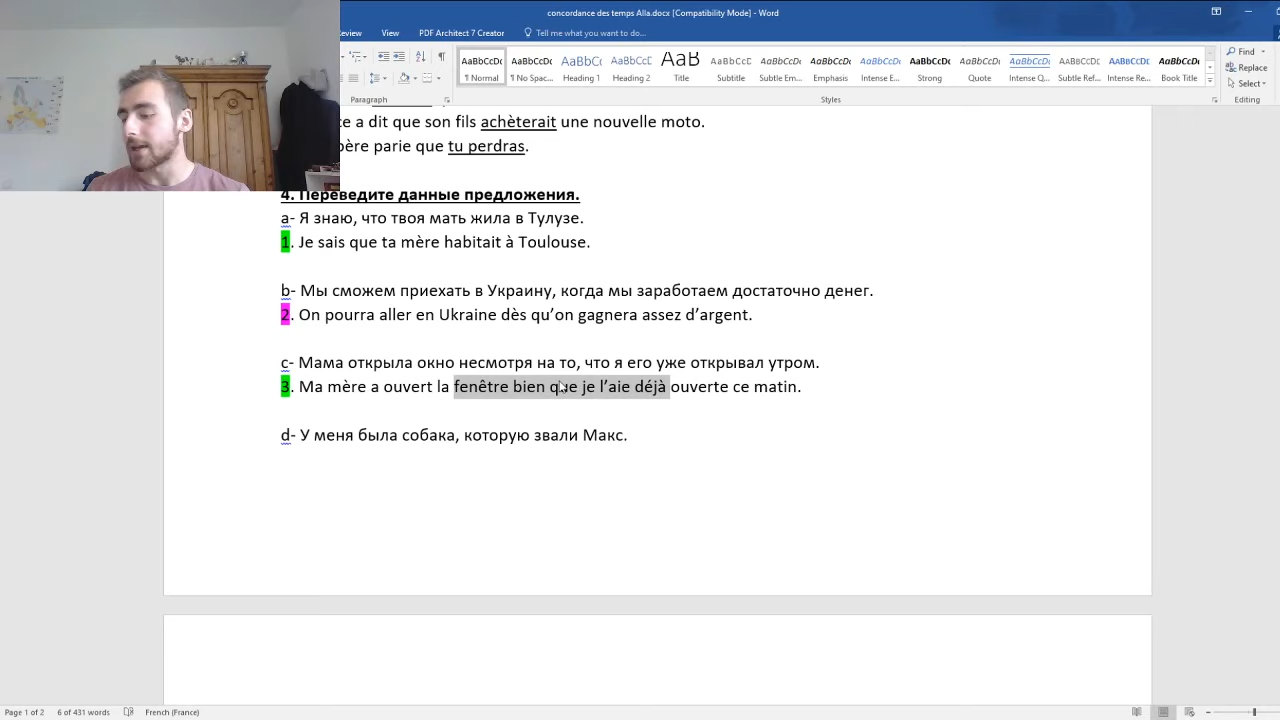 concordance des temps Alla.docx [Compatibility Mode] - Word
eview View PDF Architect 7 Creator Tell me what you want to do...
AaBbCcDc AaBbCcDc AaBbCc AaBbCcC AaB AaBbCcD AaBbCcDc AaBbCcDc AaBbCcDc AaBbCcDc AaBbCcDc AaBbCcDc AaBbCcDc AaBbCcDc AaBbCcDc
¶ Normal ¶ No Spac... Heading 1 Heading 2 Title Subtitle Subtle Em... Emphasis Intense E... Strong Quote Intense Q... Subtle Ref... Intense Re... Book Title
Find
Replace
Select
Paragraph Styles Editing
a dit que son fils achèterait une nouvelle moto.
père parie que tu perdras.
4. Переведите данные предложения.
a- Я знаю, что твоя мать жила в Тулузе.
1. Je sais que ta mère habitait à Toulouse.
b- Мы сможем приехать в Украину, когда мы заработаем достаточно денег.
2. On pourra aller en Ukraine dès qu’on gagnera assez d’argent.
c- Мама открыла окно несмотря на то, что я его уже открывал утром.
3. Ma mère a ouvert la fenêtre bien que je l’aie déjà ouverte ce matin.
d- У меня была собака, которую звали Макс.
Page 1 of 2 6 of 431 words French (France)